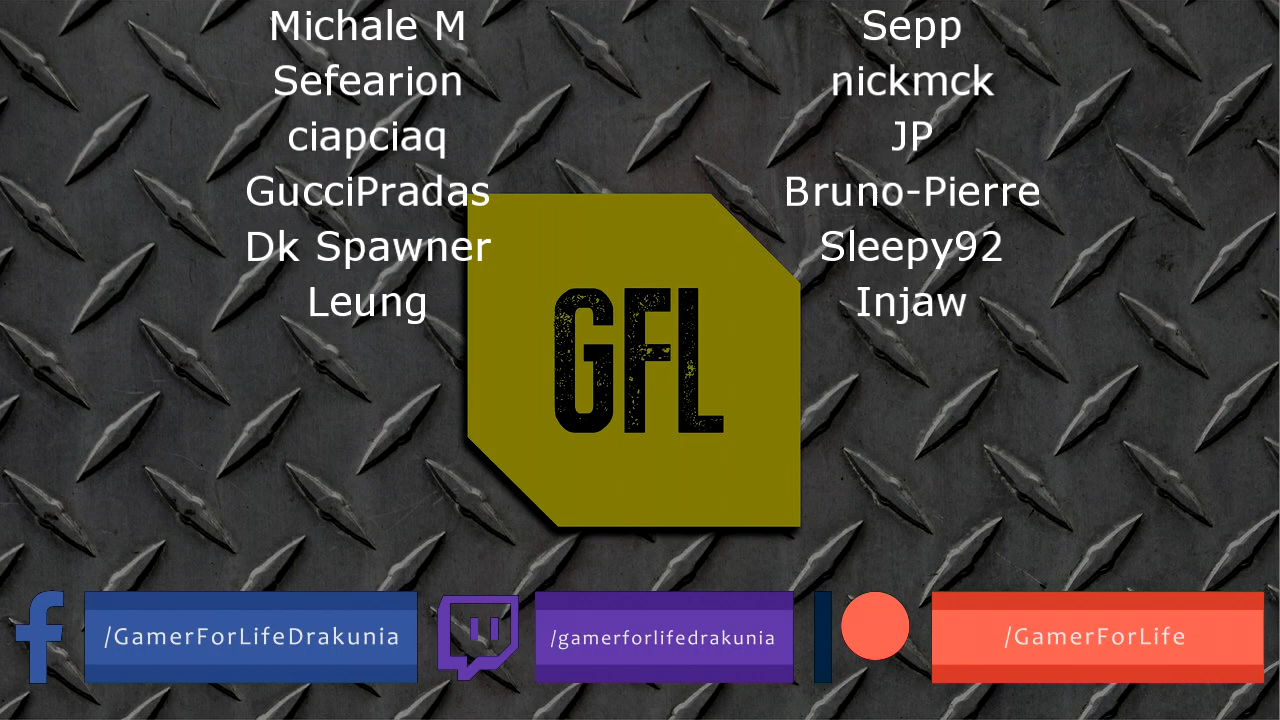 Michale M
Sefearion
ciapciaq
GucciPradas
Dk Spawner
Leung
Sepp
nickmck
JP
Bruno-Pierre
Sleepy92
Injaw
GFL
/GamerForLifeDrakunia
/gamerforlifedrakunia
/GamerForLife